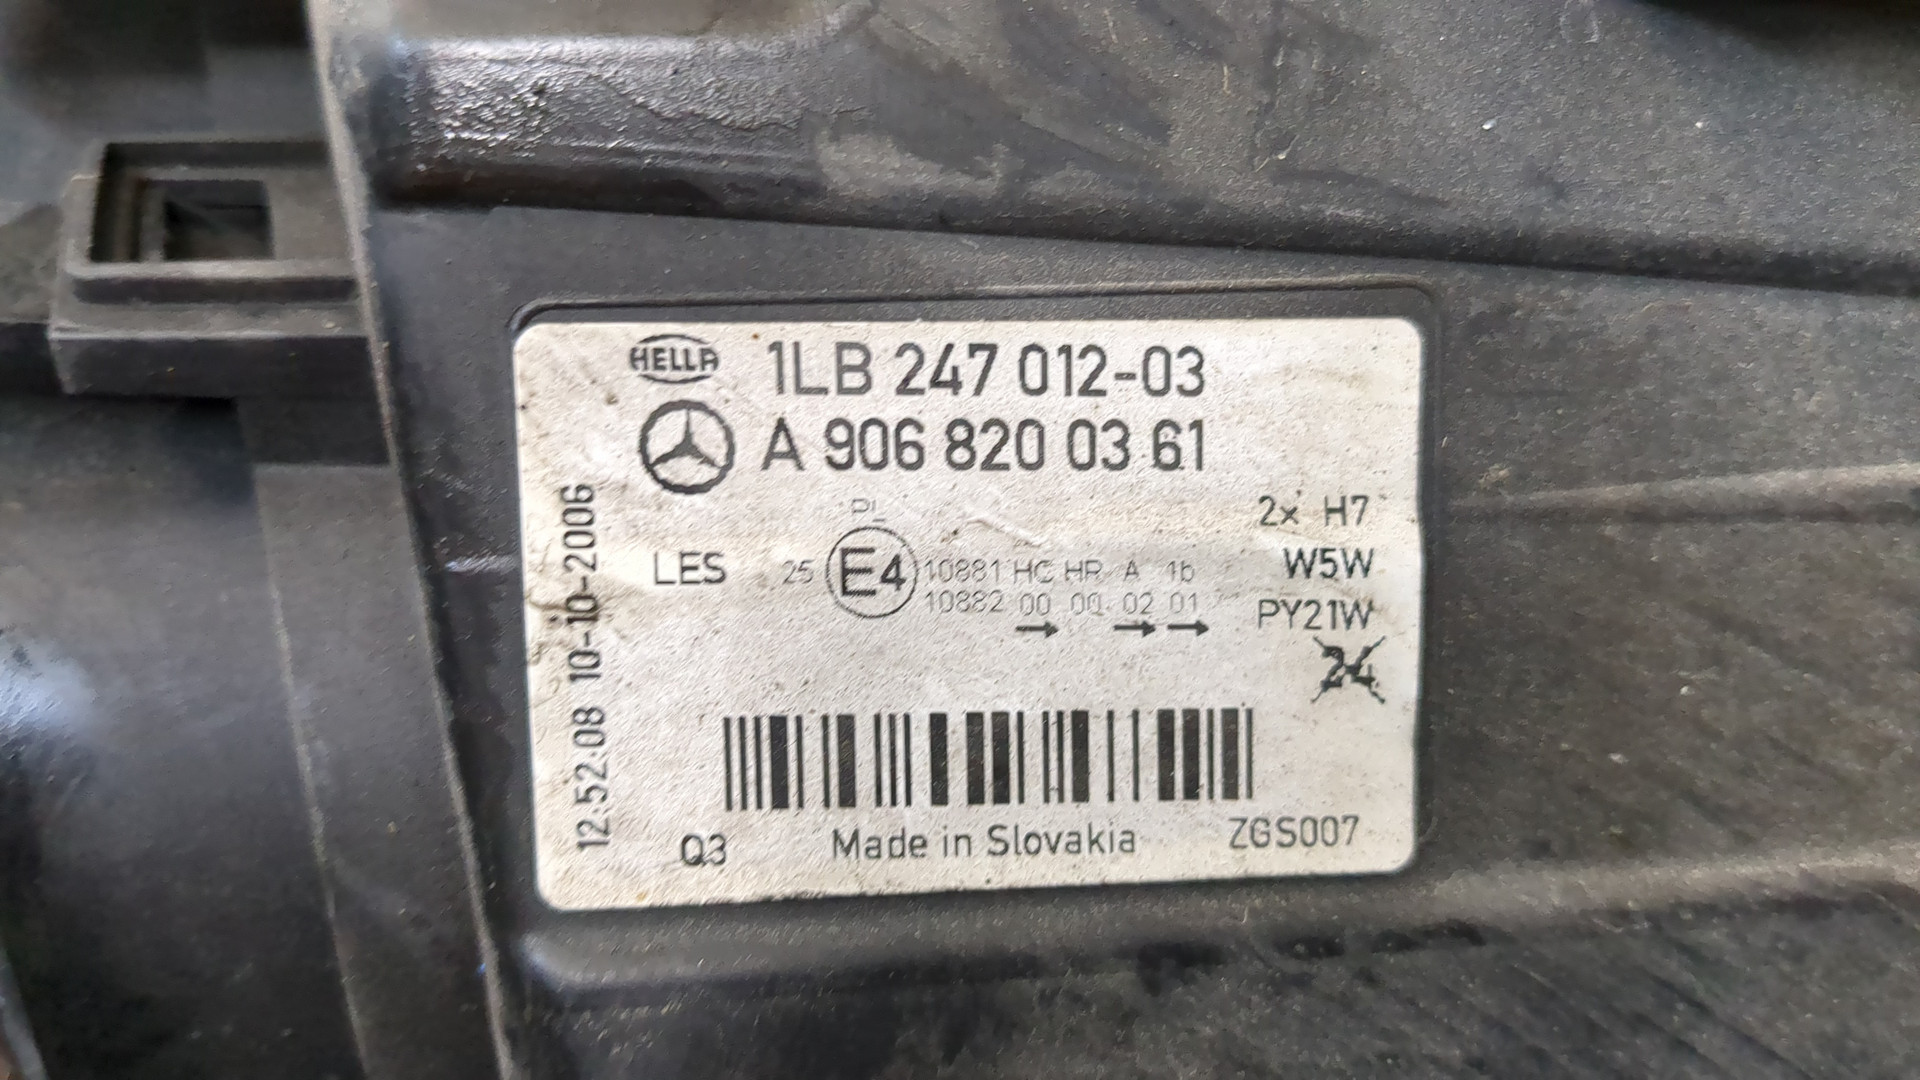 HELLA 1LB 247 012-03
A 906 820 03 61
12:52:08 10-10-2006
2x H7
LES 25 E4 10881 HC HR A 1b W5W
10882 00 00 02 01 PY21W
24
Q3 Made in Slovakia ZGS007